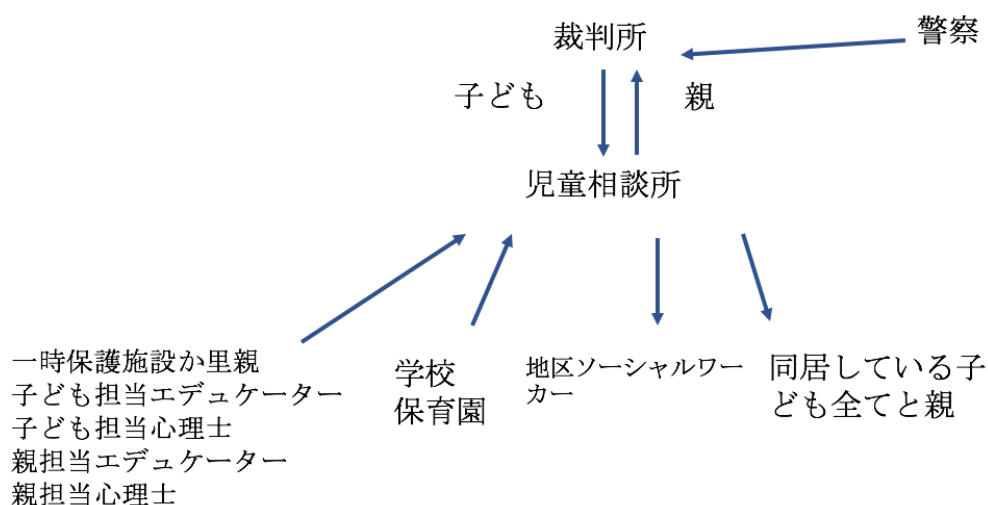 裁判所
警察
子ども
親
児童相談所
一時保護施設か里親
子ども担当エデュケーター
子ども担当心理士
親担当エデュケーター
親担当心理士
学校
保育園
地区ソーシャルワー
カー
同居している子
ども全てと親